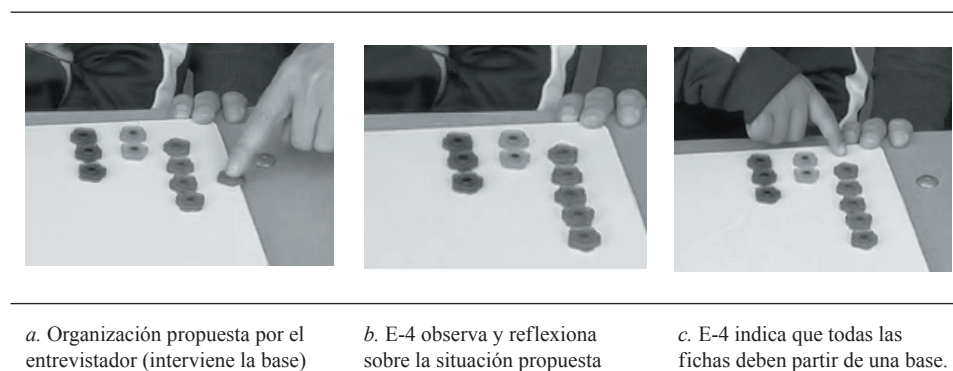 a. Organización propuesta por el
entrevistador (interviene la base)
b. E-4 observa y reflexiona
sobre la situación propuesta
c. E-4 indica que todas las
fichas deben partir de una base.